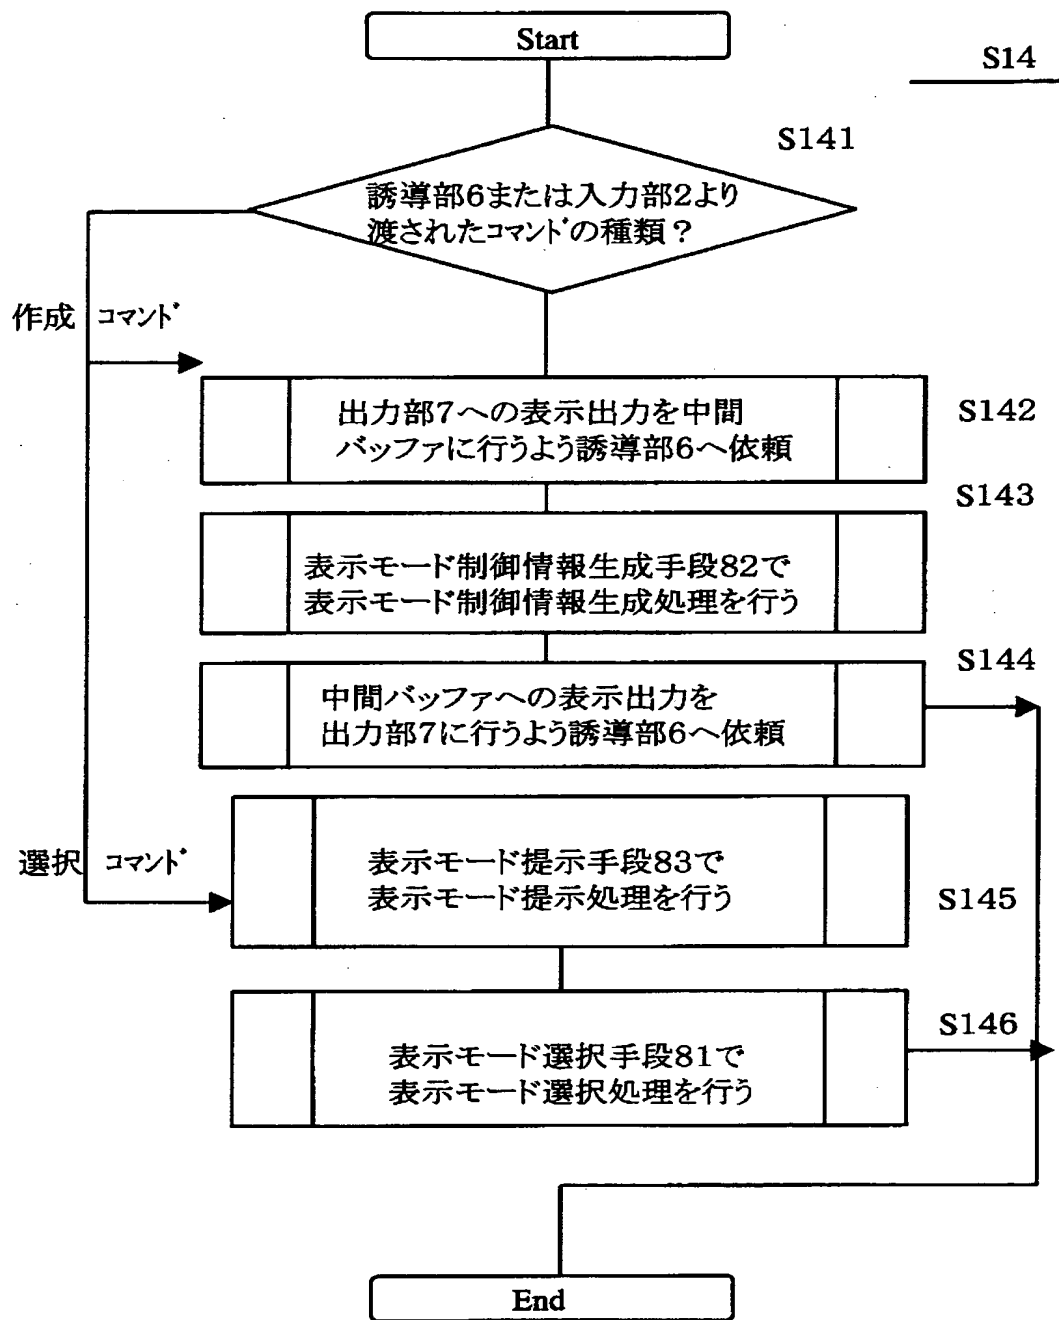 Start
S14
S141
誘導部6または入力部2より
渡されたコマンドの種類?
作成 コマンド
出力部7への表示出力を中間
バッファに行うよう誘導部6へ依頼
S142
S143
表示モード制御情報生成手段82で
表示モード制御情報生成処理を行う
S144
中間バッファへの表示出力を
出力部7に行うよう誘導部6へ依頼
選択 コマンド
表示モード提示手段83で
表示モード提示処理を行う
S145
S146
表示モード選択手段81で
表示モード選択処理を行う
End